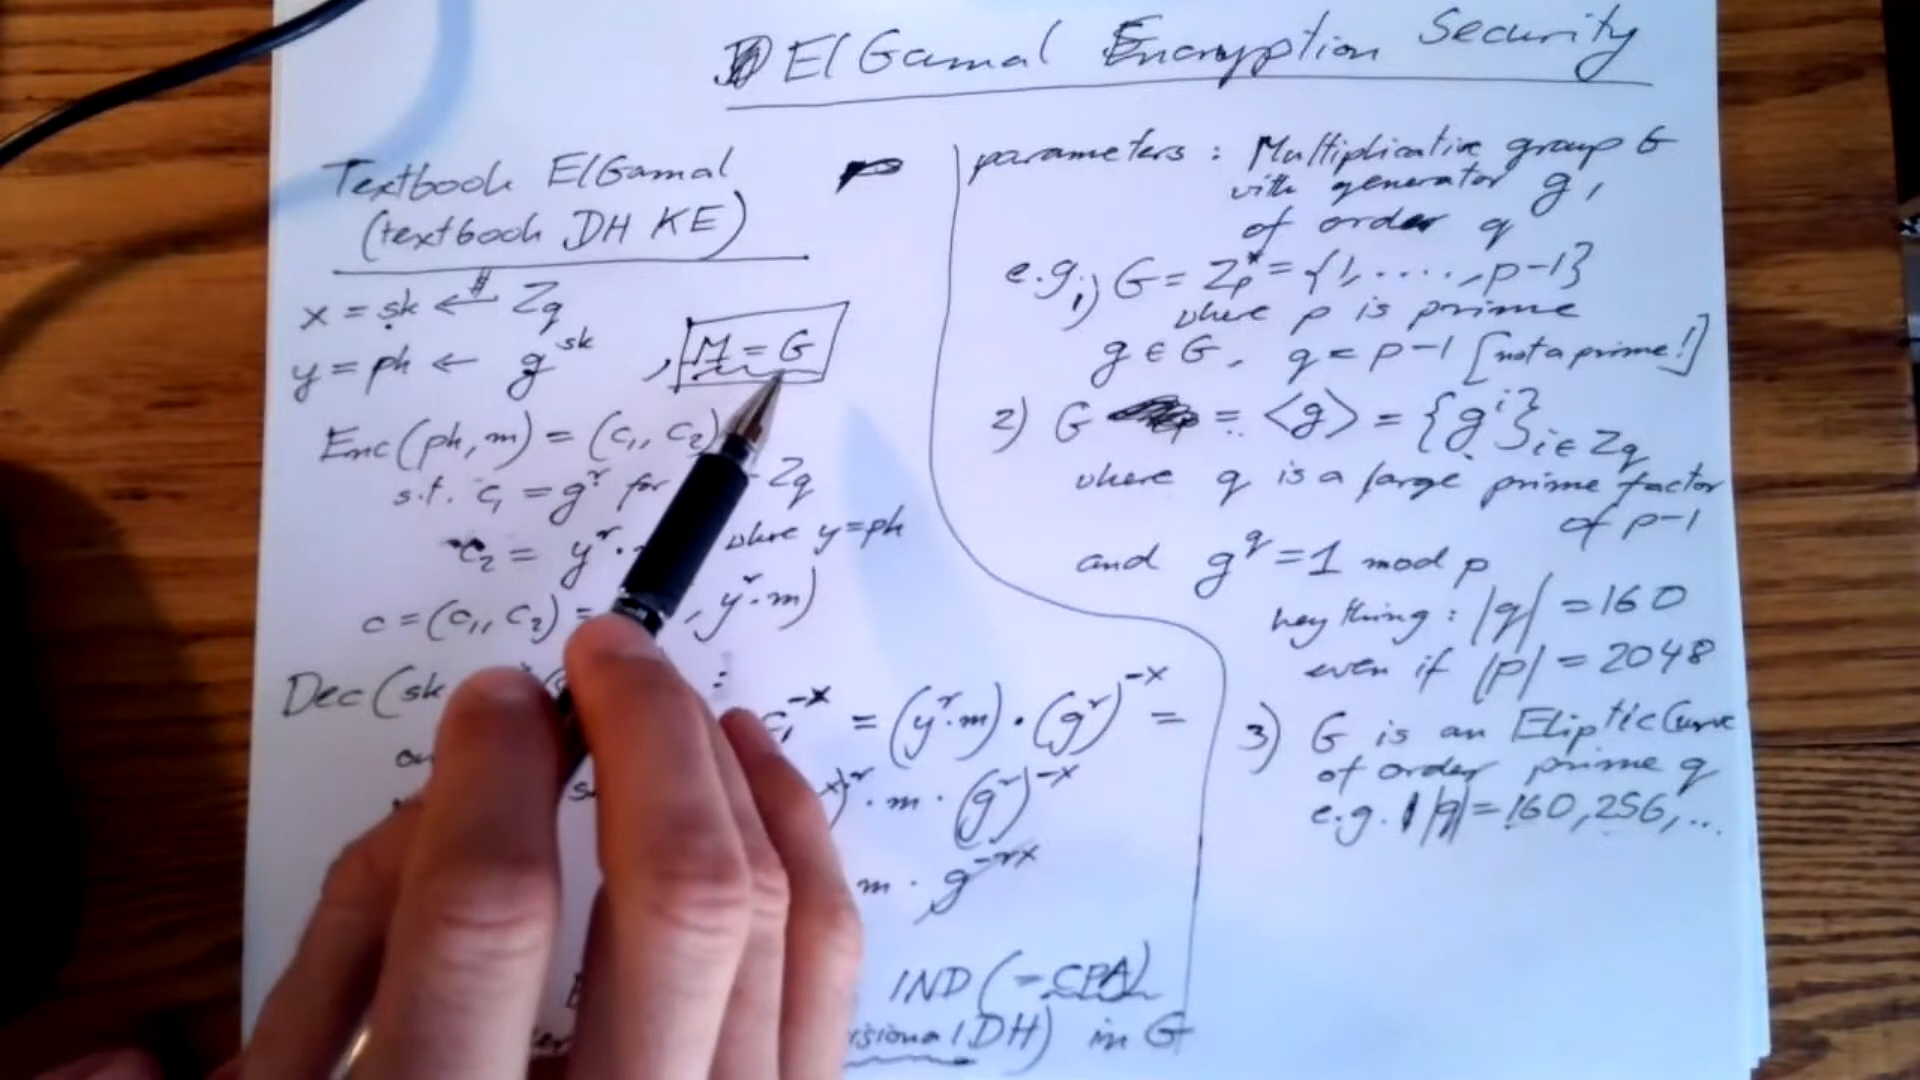 ElGamal Encryption Security
Textbook ElGamal
(textbook DH KE)
x = sk ←$ Zq
y = pk ← g^sk , M = G
Enc(pk, m) = (c₁, c₂)
s.t. c₁ = g^r for Zq
c₂ = y^r · where y=pk
c = (c₁, c₂) = , y^r·m)
Dec(sk :
c₁^-x = (y^r·m) · (g^r)^-x =
· m · (g^r)^-x
m · g^-rx
IND (-CPA)
DH) in G
parameters : Multiplicative group G
with generator g,
of order q
e.g. 1) G = Zp* = {1, ...., p-1}
where p is prime
g ∈ G, q = p-1 [not a prime!]
2) G = <g> = {g^i} i ∈ Zq
where q is a large prime factor
of p-1
and g^q = 1 mod p
key thing : |q| = 160
even if |p| = 2048
3) G is an Eliptic Curve
of order prime q
e.g. |q| = 160, 256, ...